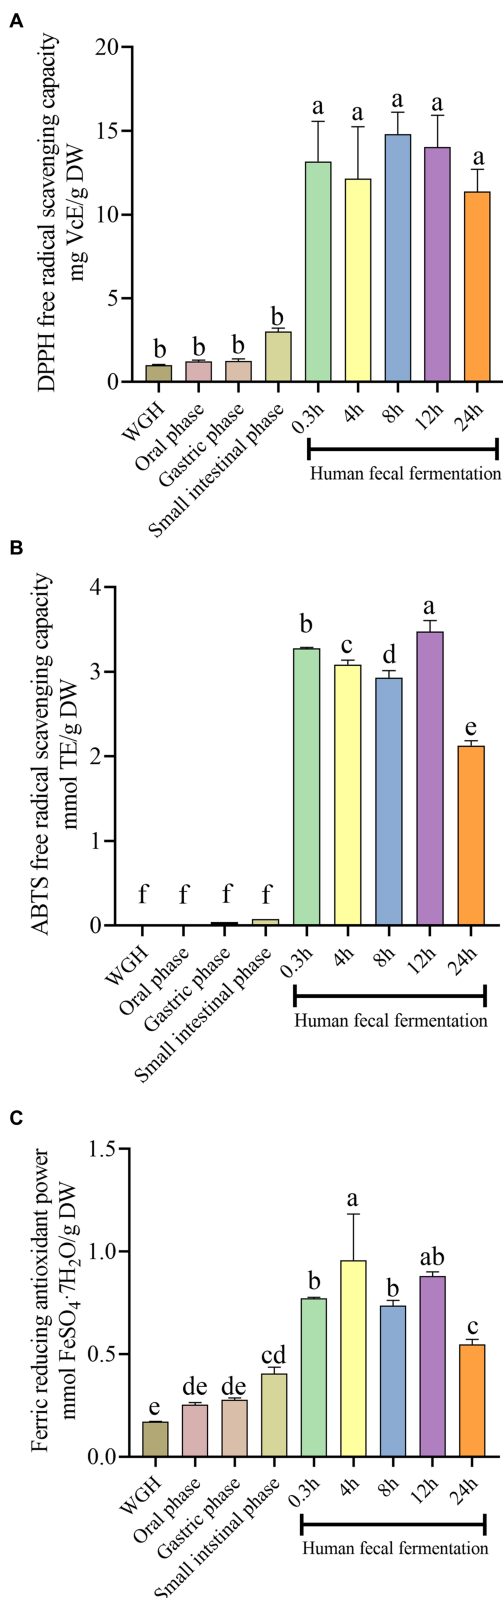 A
DPPH free radical scavenging capacity
mg VcE/g DW
20
15
10
5
0
b
b
b
b
a
a
a
a
a
WGH
Oral phase
Gastric phase
Small intestinal phase
0.3h
4h
8h
12h
24h
Human fecal fermentation
B
ABTS free radical scavenging capacity
mmol TE/g DW
4
3
2
1
0
f
f
f
f
b
c
d
a
e
WGH
Oral phase
Gastric phase
Small intestinal phase
0.3h
4h
8h
12h
24h
Human fecal fermentation
C
Ferric reducing antioxidant power
mmol FeSO₄·7H₂O/g DW
1.5
1.0
0.5
0.0
e
de
de
cd
b
a
b
ab
c
WGH
Oral phase
Gastric phase
Small intstinal phase
0.3h
4h
8h
12h
24h
Human fecal fermentation